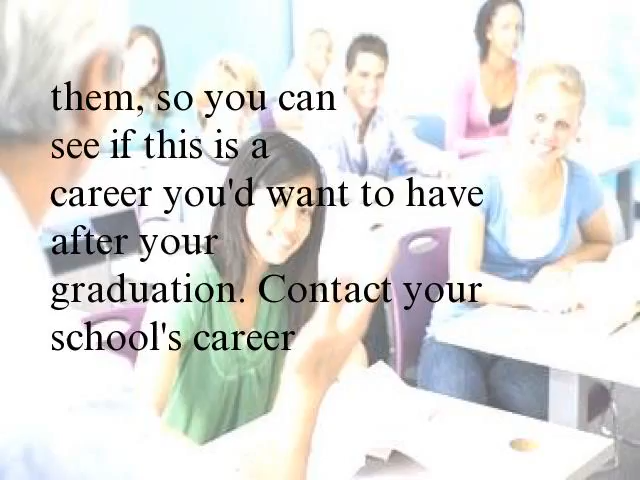 them, so you can
see if this is a
career you'd want to have
after your
graduation. Contact your
school's career